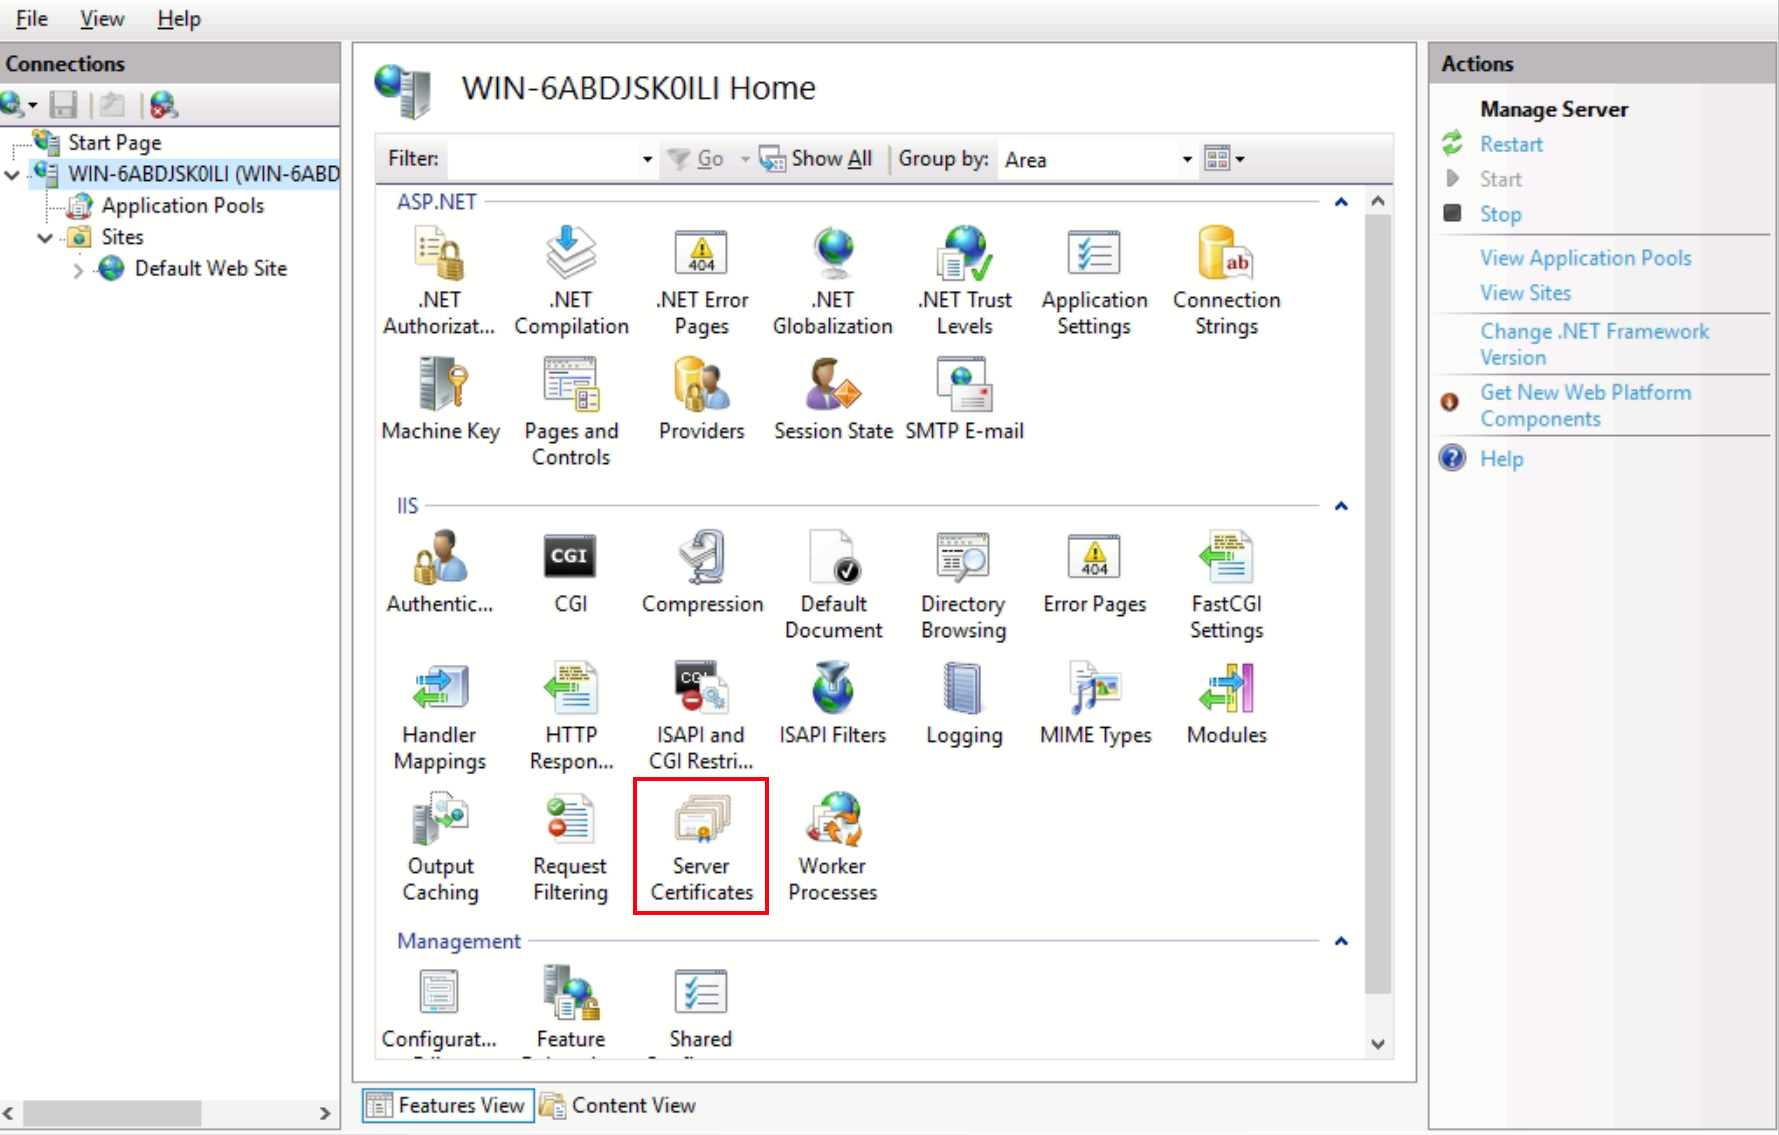 File View Help
Connections
Start Page
WIN-6ABDJSK0ILI (WIN-6ABD
Application Pools
Sites
Default Web Site
WIN-6ABDJSK0ILI Home
Filter: Go Show All Group by: Area
ASP.NET
.NET Authorizat...
.NET Compilation
.NET Error Pages
.NET Globalization
.NET Trust Levels
Application Settings
Connection Strings
Machine Key
Pages and Controls
Providers
Session State
SMTP E-mail
IIS
Authentic...
CGI
Compression
Default Document
Directory Browsing
Error Pages
FastCGI Settings
Handler Mappings
HTTP Respon...
ISAPI and CGI Restri...
ISAPI Filters
Logging
MIME Types
Modules
Output Caching
Request Filtering
Server Certificates
Worker Processes
Management
Configurat...
Feature
Shared
Features View
Content View
Actions
Manage Server
Restart
Start
Stop
View Application Pools
View Sites
Change .NET Framework
Version
Get New Web Platform
Components
Help